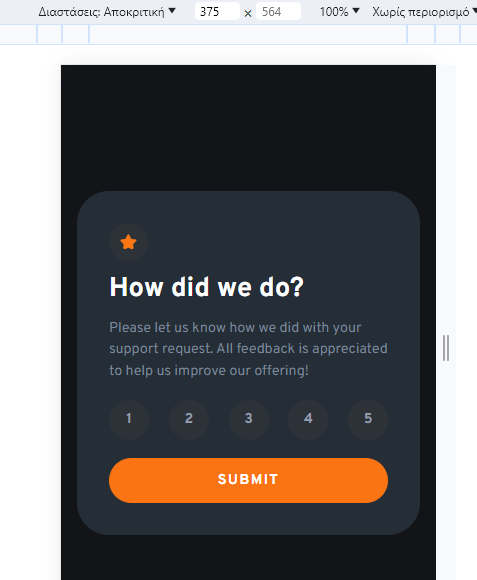 Διαστάσεις: Αποκριτική 375 × 564 100% Χωρίς περιορισμό
How did we do?
Please let us know how we did with your
support request. All feedback is appreciated
to help us improve our offering!
1 2 3 4 5
SUBMIT